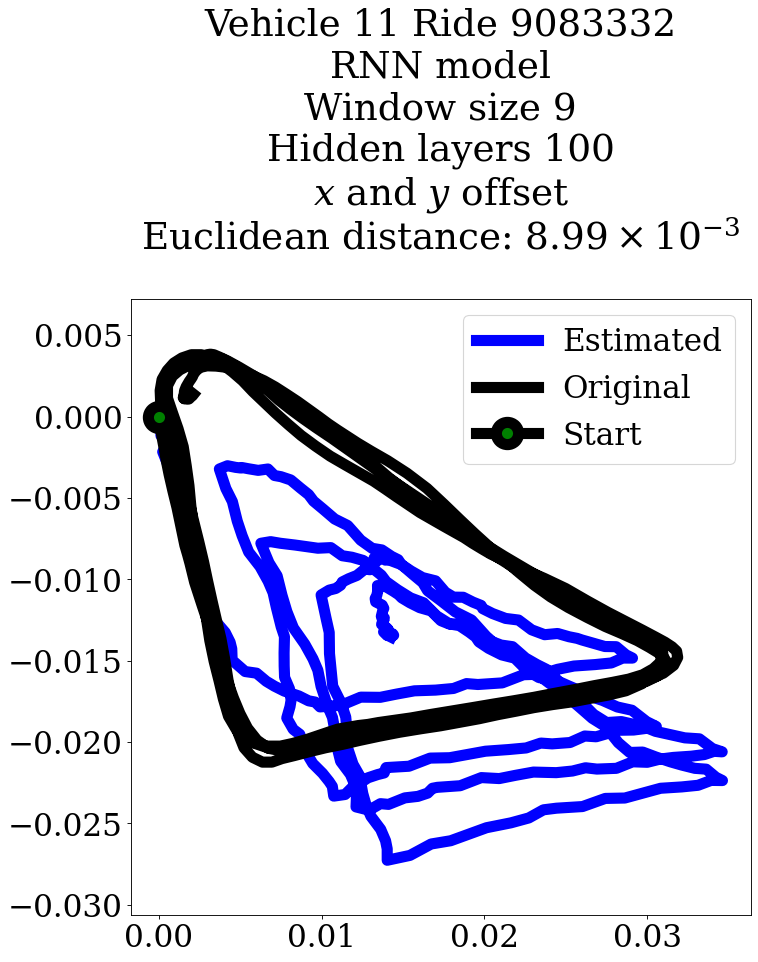 Vehicle 11 Ride 9083332
RNN model
Window size 9
Hidden layers 100
x and y offset
Euclidean distance: 8.99 × 10⁻³
Estimated
Original
Start
0.005
0.000
−0.005
−0.010
−0.015
−0.020
−0.025
−0.030
0.00 0.01 0.02 0.03